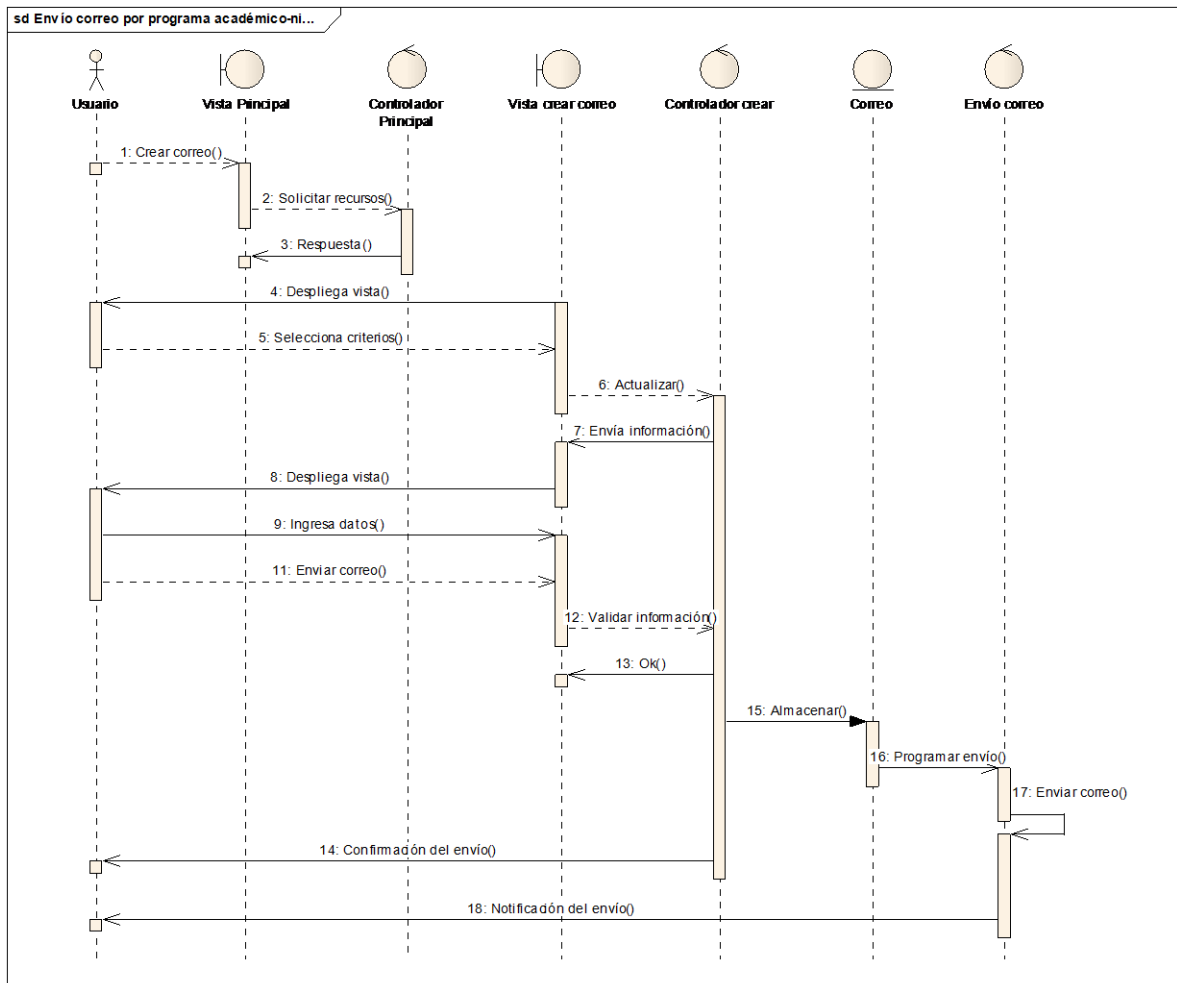 sd Envío correo por programa académico-ni...
Usuario
Vista Principal
Controlador
Principal
Vista crear correo
Controlador crear
Correo
Envío correo
1: Crear correo()
2: Solicitar recursos()
3: Respuesta()
4: Despliega vista()
5: Selecciona criterios()
6: Actualizar()
7: Envía información()
8: Despliega vista()
9: Ingresa datos()
11: Enviar correo()
12: Validar información()
13: Ok()
15: Almacenar()
16: Programar envío()
17: Enviar correo()
14: Confirmación del envío()
18: Notificación del envío()